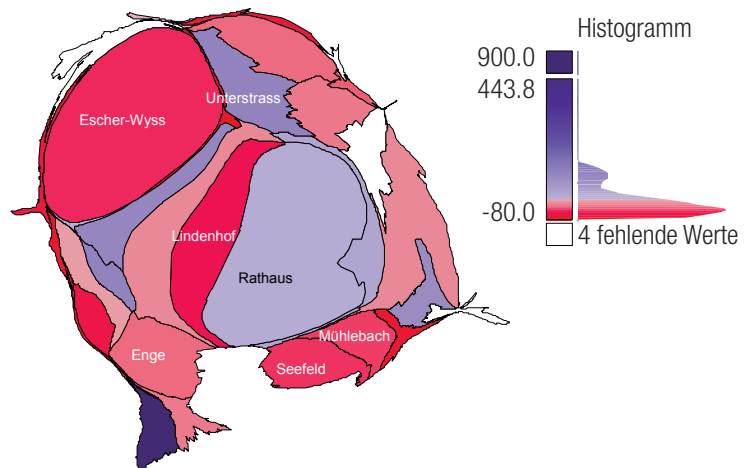 Histogramm
900.0
443.8
-80.0
4 fehlende Werte
Unterstrass
Escher-Wyss
Lindenhof
Rathaus
Mühlebach
Enge
Seefeld